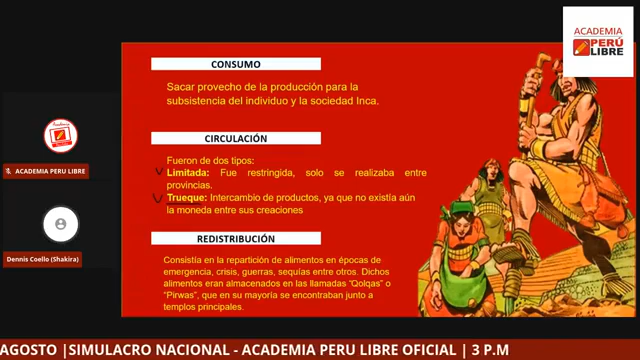 ACADEMIA
PERÚ
LIBRE
CONSUMO
Sacar provecho de la producción para la
subsistencia del individuo y la sociedad Inca.
CIRCULACIÓN
Fueron de dos tipos:
Limitada: Fue restringida, solo se realizaba entre
provincias.
Trueque: Intercambio de productos, ya que no existía aún
la moneda entre sus creaciones
REDISTRIBUCIÓN
Consistía en la repartición de alimentos en épocas de
emergencia, crisis, guerras, sequías entre otros. Dichos
alimentos eran almacenados en las llamadas "Qolqas" o
"Pirwas", que en su mayoría se encontraban junto a
templos principales.
ACADEMIA PERU LIBRE
Dennis Coello (Shakira)
AGOSTO |SIMULACRO NACIONAL - ACADEMIA PERU LIBRE OFICIAL | 3 P.M